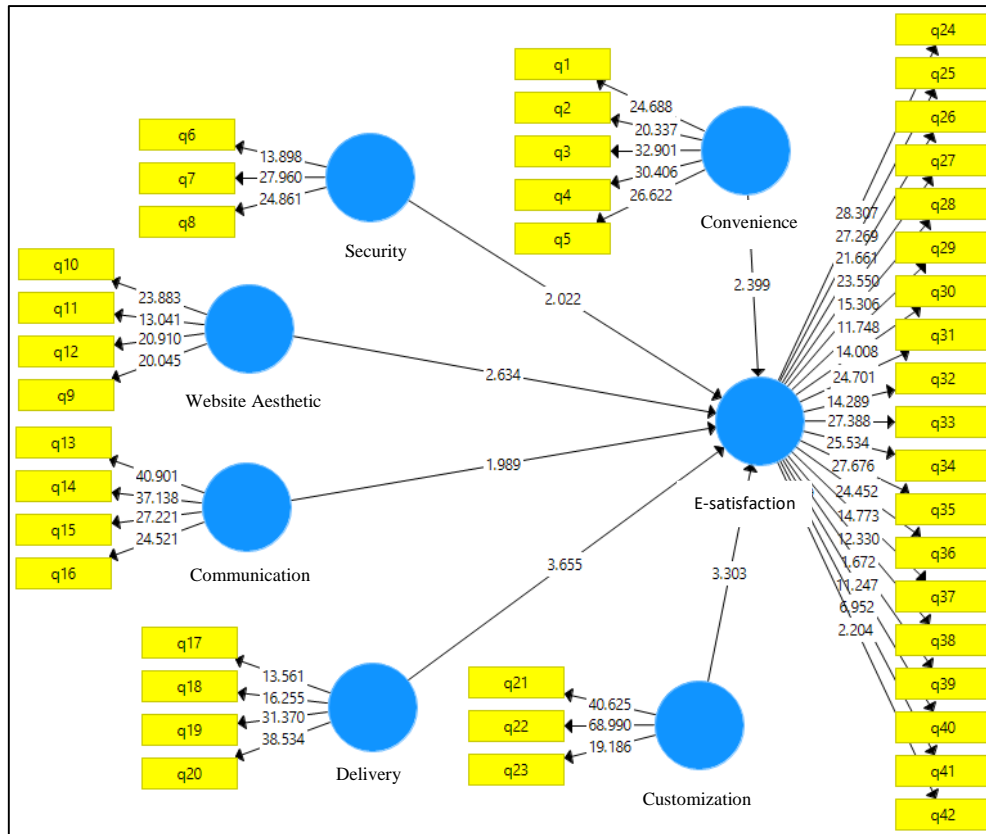 q24
q25
q26
q27
q28
q29
q30
q31
q32
q33
q34
q35
q36
q37
q38
q39
q40
q41
q42
28.307
27.269
21.661
23.550
15.306
11.748
14.008
24.701
14.289
27.388
25.534
27.676
24.452
14.773
12.330
1.672
11.247
6.952
2.204
q1
q2
q3
q4
q5
24.688
20.337
32.901
30.406
26.622
Convenience
2.399
q6
q7
q8
13.898
27.960
24.861
Security
2.022
q10
q11
q12
q9
23.883
13.041
20.910
20.045
Website Aesthetic
2.634
q13
q14
q15
q16
40.901
37.138
27.221
24.521
Communication
1.989
E-satisfaction
q17
q18
q19
q20
13.561
16.255
31.370
38.534
Delivery
3.655
q21
q22
q23
40.625
68.990
19.186
Customization
3.303